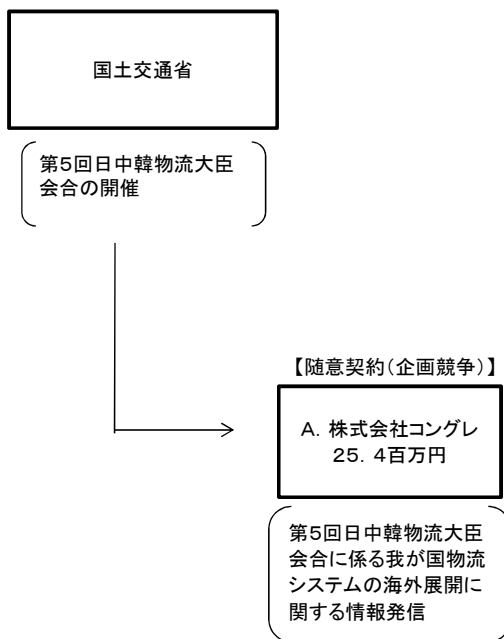 国土交通省
第5回日中韓物流大臣
会合の開催
【随意契約(企画競争)】
A. 株式会社コングレ
25. 4百万円
第5回日中韓物流大臣
会合に係る我が国物流
システムの海外展開に
関する情報発信